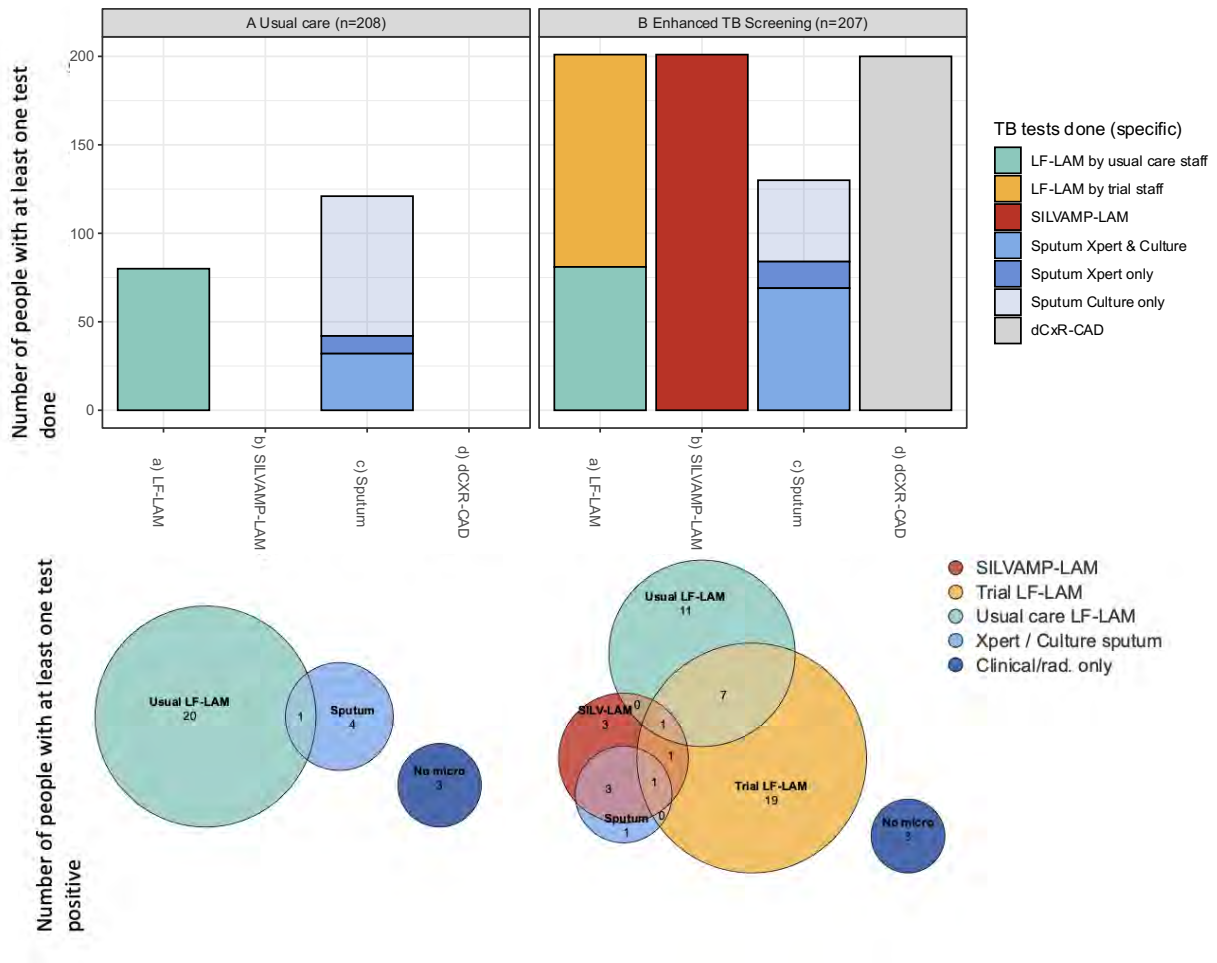 A Usual care (n=208)
B Enhanced TB Screening (n=207)
Number of people with at least one test
done
200
150
100
50
0
a) LF-LAM
b) SILVAMP-LAM
c) Sputum
d) dCXR-CAD
a) LF-LAM
b) SILVAMP-LAM
c) Sputum
d) dCXR-CAD
TB tests done (specific)
LF-LAM by usual care staff
LF-LAM by trial staff
SILVAMP-LAM
Sputum Xpert & Culture
Sputum Xpert only
Sputum Culture only
dCxR-CAD
Number of people with at least one test
positive
Usual LF-LAM
20
1
Sputum
4
No micro
3
Usual LF-LAM
11
7
SILV-LAM
3
0
1
1
1
3
Sputum
1
0
Trial LF-LAM
19
No micro
3
SILVAMP-LAM
Trial LF-LAM
Usual care LF-LAM
Xpert / Culture sputum
Clinical/rad. only